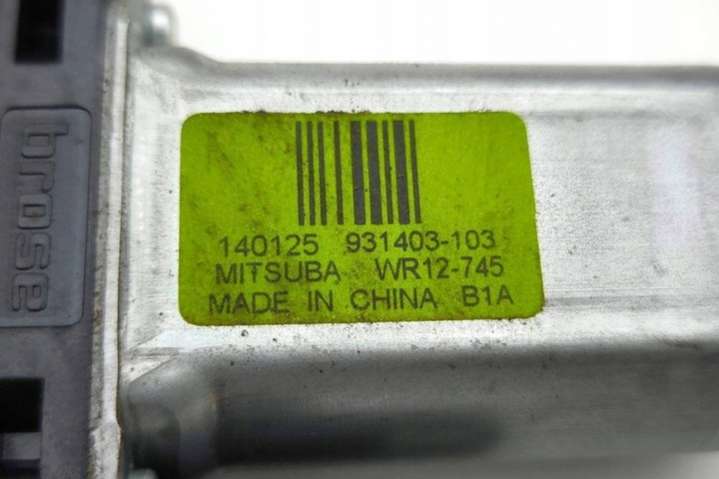 brose
140125 931403-103
MITSUBA WR12-745
MADE IN CHINA B1A